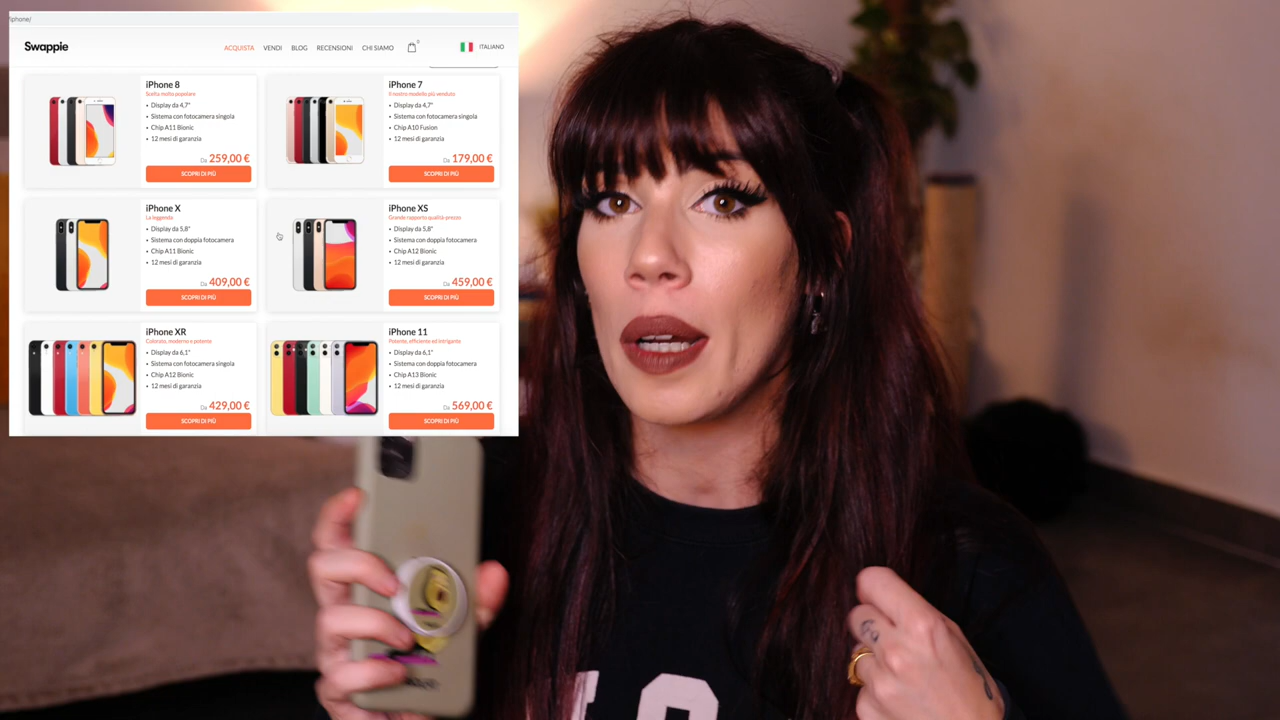 iphone/
Swappie
ACQUISTA VENDI BLOG RECENSIONI CHI SIAMO 0 ITALIANO
iPhone 8
Scelta molto popolare
• Display da 4,7"
• Sistema con fotocamera singola
• Chip A11 Bionic
• 12 mesi di garanzia
Da 259,00 €
SCOPRI DI PIÙ
iPhone 7
Il nostro modello più venduto
• Display da 4,7"
• Sistema con fotocamera singola
• Chip A10 Fusion
• 12 mesi di garanzia
Da 179,00 €
SCOPRI DI PIÙ
iPhone X
La leggenda
• Display da 5,8"
• Sistema con doppia fotocamera
• Chip A11 Bionic
• 12 mesi di garanzia
Da 409,00 €
SCOPRI DI PIÙ
iPhone XS
Grande rapporto qualità-prezzo
• Display da 5,8"
• Sistema con doppia fotocamera
• Chip A12 Bionic
• 12 mesi di garanzia
Da 459,00 €
SCOPRI DI PIÙ
iPhone XR
Colorato, moderno e potente
• Display da 6,1"
• Sistema con fotocamera singola
• Chip A12 Bionic
• 12 mesi di garanzia
Da 429,00 €
SCOPRI DI PIÙ
iPhone 11
Potente, efficiente ed intrigante
• Display da 6,1"
• Sistema con doppia fotocamera
• Chip A13 Bionic
• 12 mesi di garanzia
Da 569,00 €
SCOPRI DI PIÙ